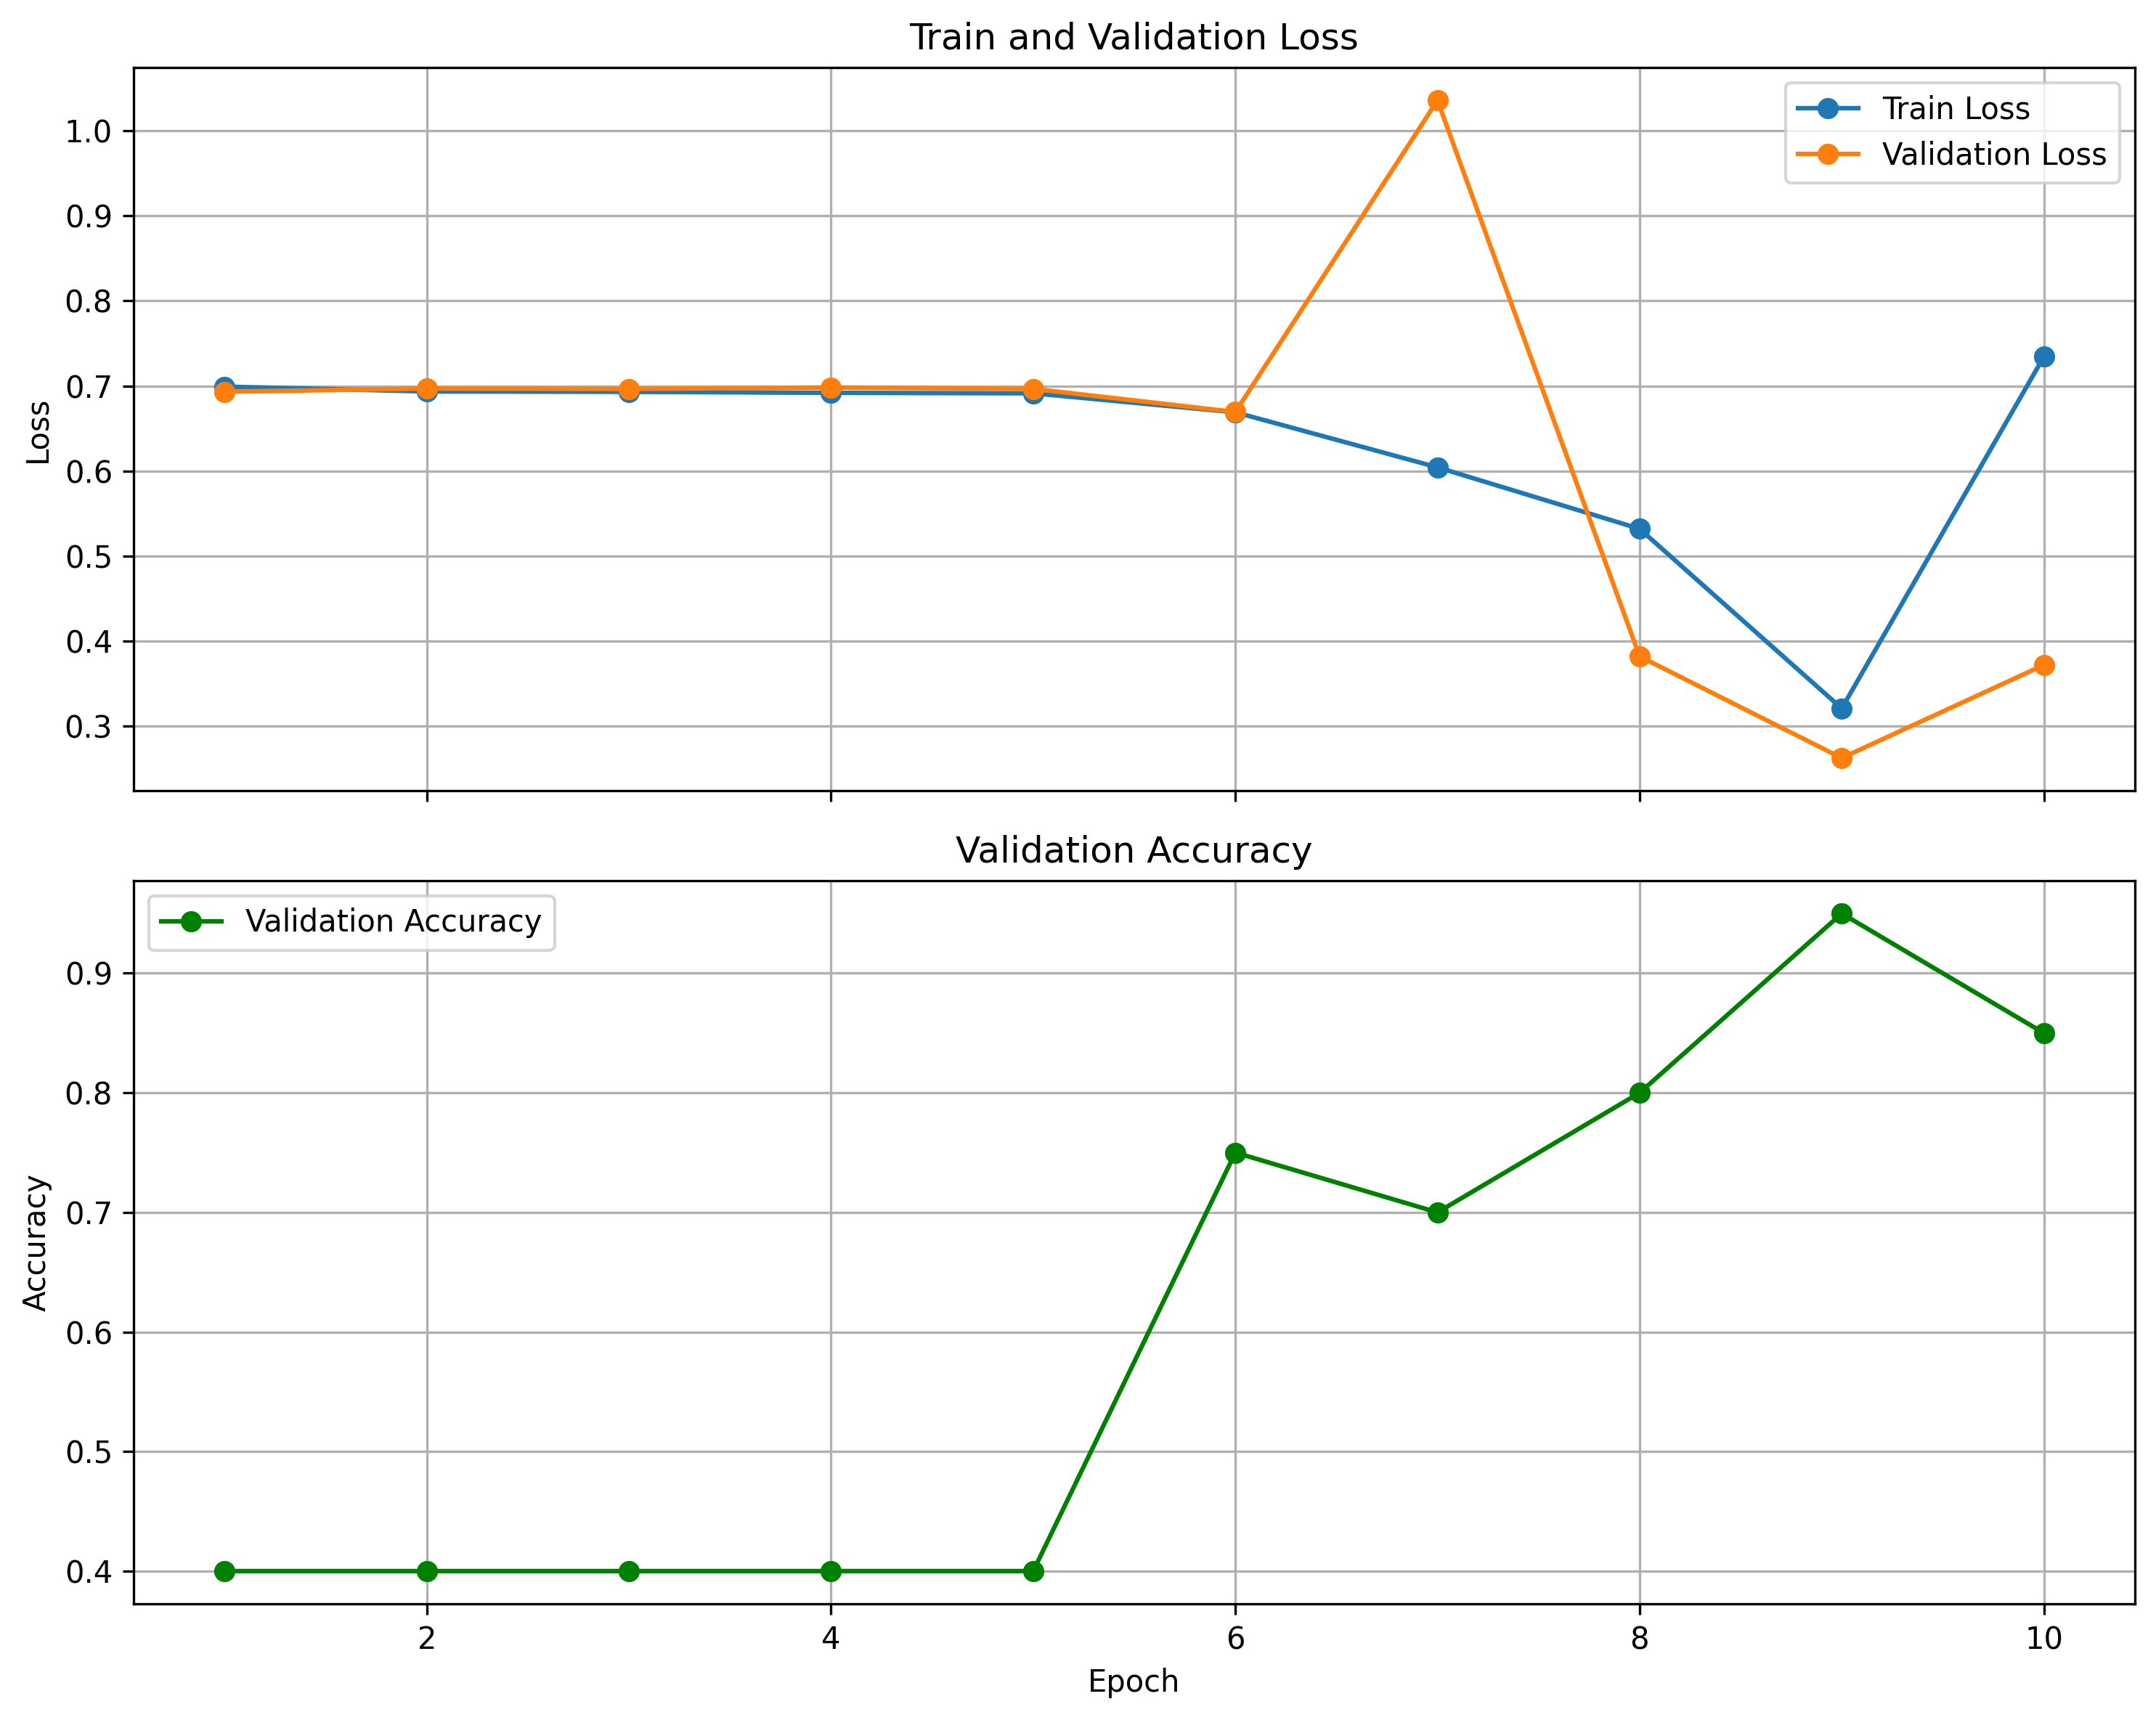 Train and Validation Loss
Train Loss
Validation Loss
1.0
0.9
0.8
0.7
0.6
0.5
0.4
0.3
Loss
Validation Accuracy
Validation Accuracy
0.9
0.8
0.7
0.6
0.5
0.4
Accuracy
2 4 6 8 10
Epoch